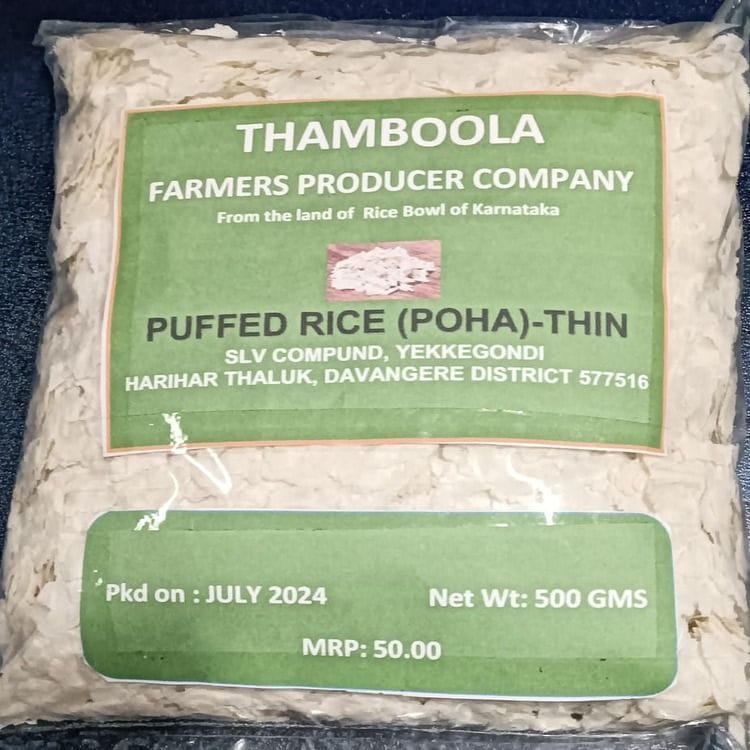 THAMBOOLA
FARMERS PRODUCER COMPANY
From the land of Rice Bowl of Karnataka
PUFFED RICE (POHA)-THIN
SLV COMPUND, YEKKEGONDI
HARIHAR THALUK, DAVANGERE DISTRICT 577516
Pkd on : JULY 2024 Net Wt: 500 GMS
MRP: 50.00